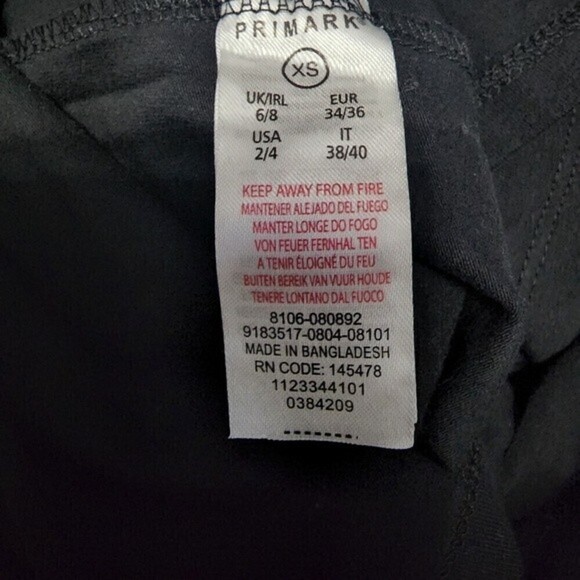 PRIMARK
XS
UK/IRL EUR
6/8 34/36
USA IT
2/4 38/40
KEEP AWAY FROM FIRE
MANTENER ALEJADO DEL FUEGO
MANTER LONGE DO FOGO
VON FEUER FERNHAL TEN
A TENIR ÉLOIGNÉ DU FEU
BUITEN BEREIK VAN VUUR HOUDE
TENERE LONTANO DAL FUOCO
8106-080892
9183517-0804-08101
MADE IN BANGLADESH
RN CODE: 145478
1123344101
0384209